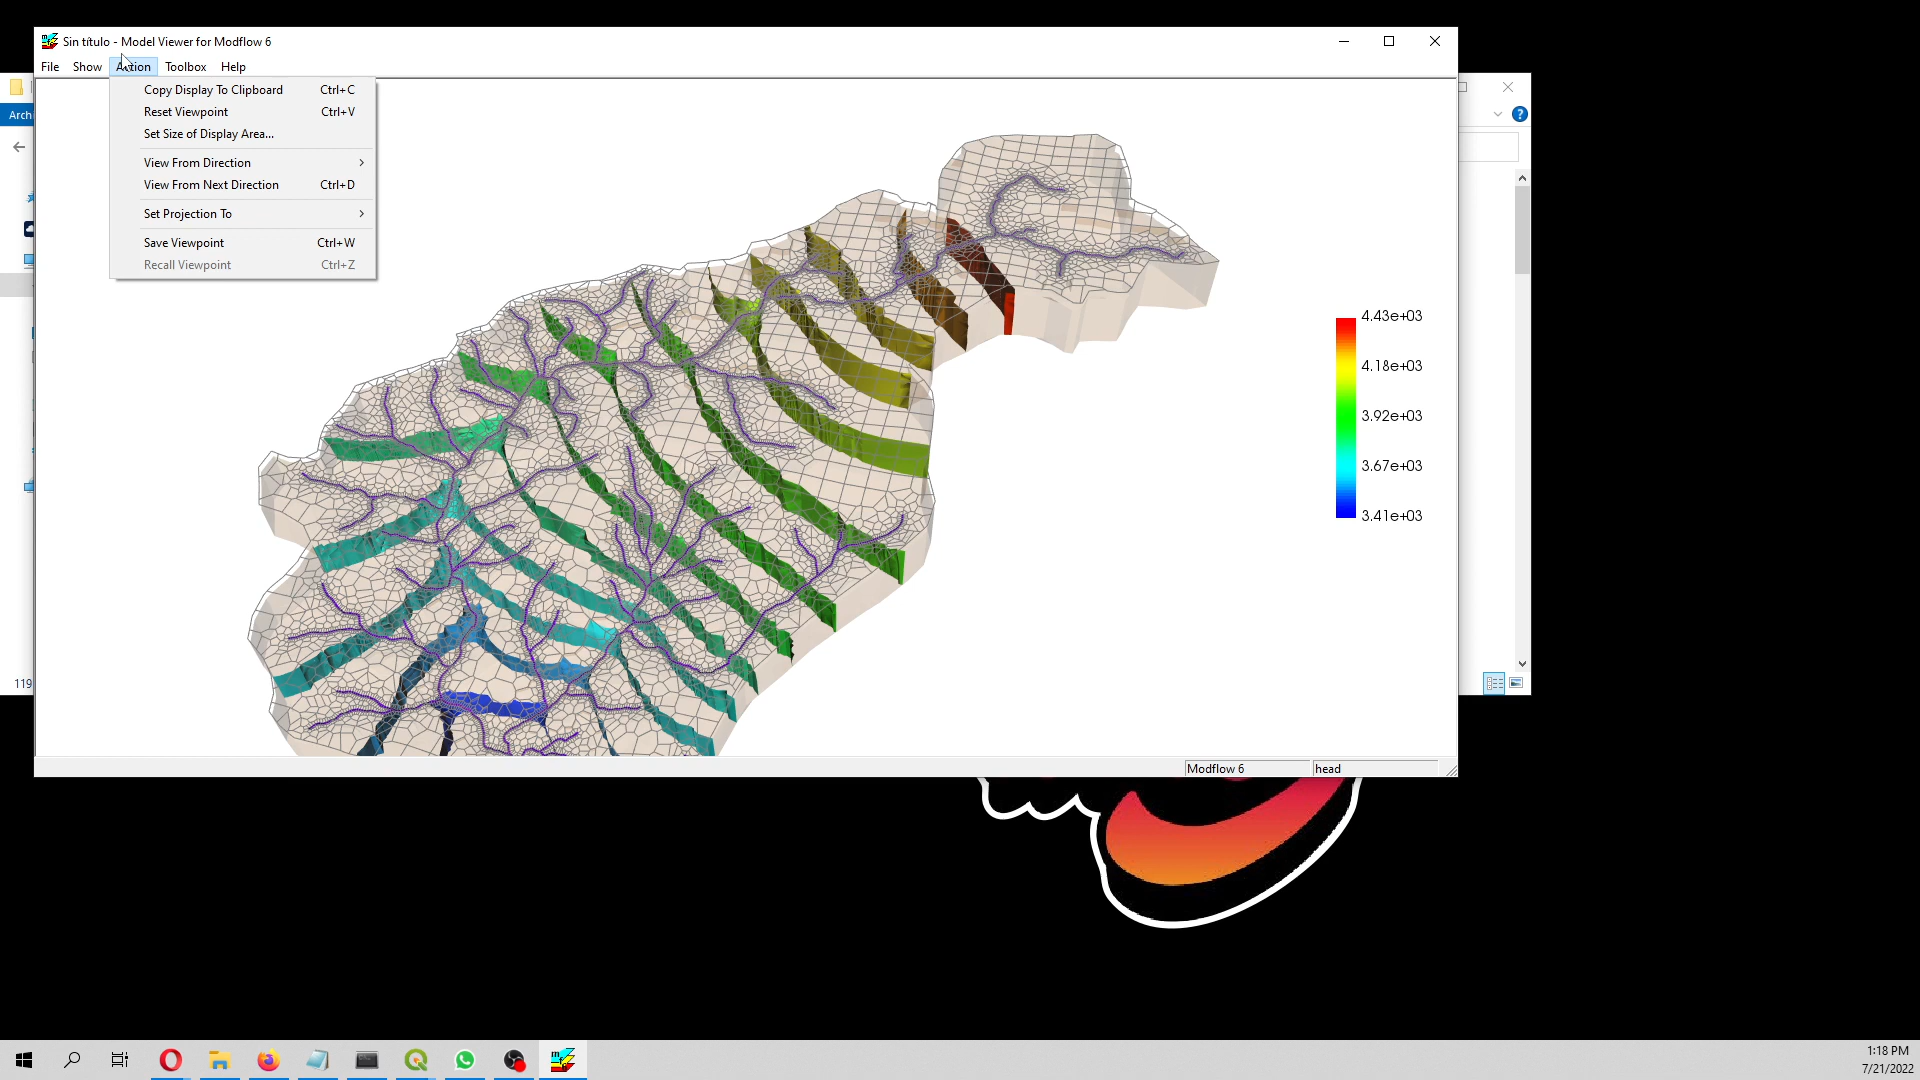 Sin título - Model Viewer for Modflow 6
File Show Action Toolbox Help
Copy Display To Clipboard Ctrl+C
Reset Viewpoint Ctrl+V
Set Size of Display Area...
View From Direction
View From Next Direction Ctrl+D
Set Projection To
Save Viewpoint Ctrl+W
Recall Viewpoint Ctrl+Z
Arch
4.43e+03
4.18e+03
3.92e+03
3.67e+03
3.41e+03
119
Modflow 6 head
1:18 PM
7/21/2022